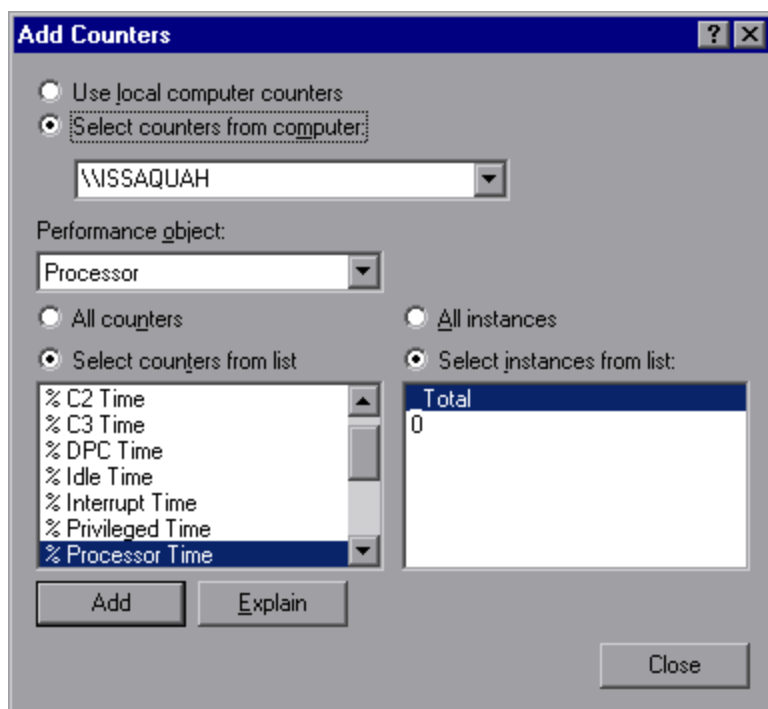 Add Counters
Use local computer counters
Select counters from computer:
\\ISSAQUAH
Performance object:
Processor
All counters
All instances
Select counters from list
Select instances from list:
% C2 Time
% C3 Time
% DPC Time
% Idle Time
% Interrupt Time
% Privileged Time
% Processor Time
_Total
0
Add
Explain
Close